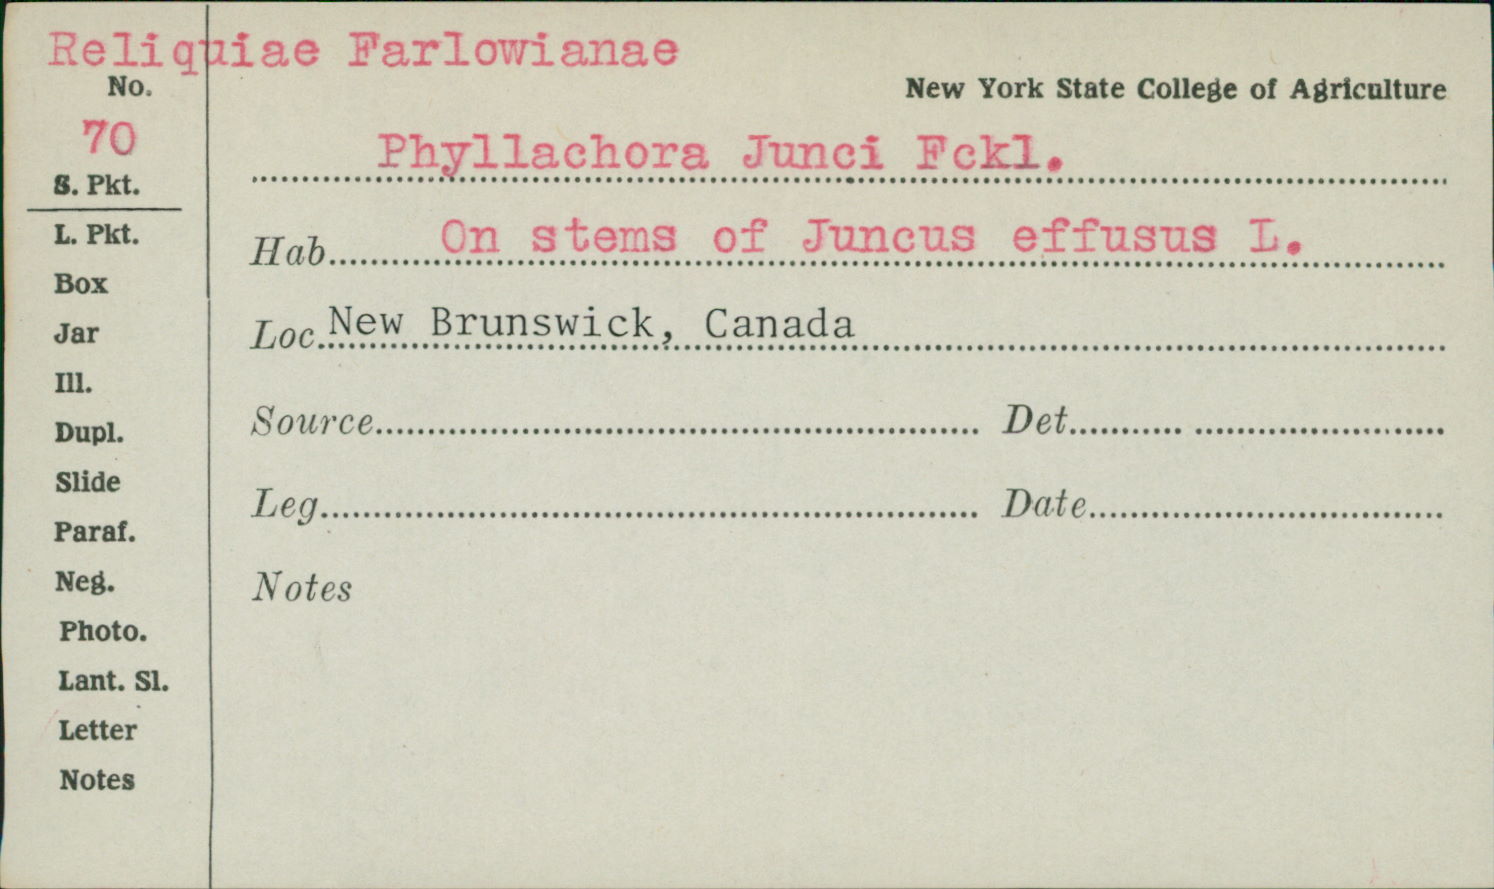 Reliquiae Farlowianae
No.
New York State College of Agriculture
70
Phyllachora Junci Fckl.
S. Pkt.
L. Pkt.
Hab. On stems of Juncus effusus L.
Box
Loc. New Brunswick, Canada
Jar
Ill.
Source Det.
Dupl.
Slide
Leg. Date
Paraf.
Neg.
Notes
Photo.
Lant. Sl.
Letter
Notes